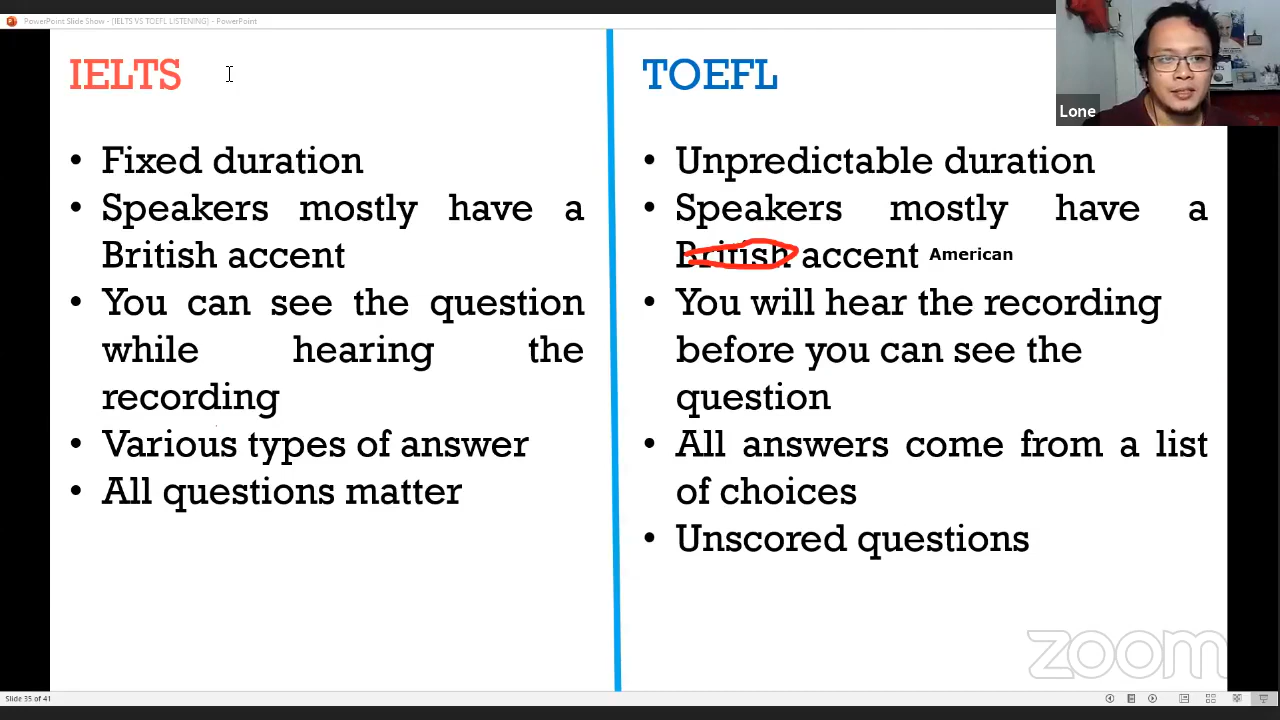 PowerPoint Slide Show - [IELTS VS TOEFL LISTENING] - PowerPoint
IELTS
• Fixed duration
• Speakers mostly have a
British accent
• You can see the question
while hearing the
recording
• Various types of answer
• All questions matter
TOEFL
• Unpredictable duration
• Speakers mostly have a
British accent American
• You will hear the recording
before you can see the
question
• All answers come from a list
of choices
• Unscored questions
Lone
zoom
Slide 35 of 41